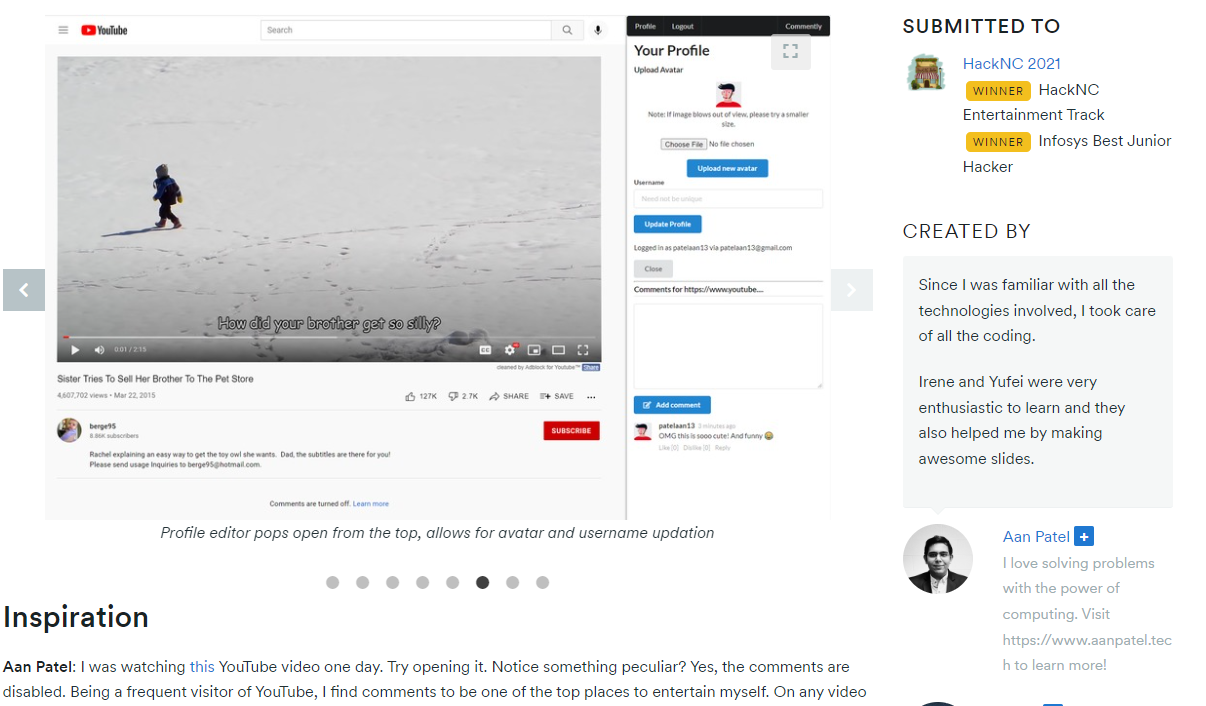 YouTube
Search
Profile Logout Commently
Your Profile
Upload Avatar
Note: If Image blows out of view, please try a smaller
size.
Choose File No file chosen
Upload new avatar
Username
Need not be unique
Update Profile
Logged in as patelaan13 via patelaan13@gmail.com
Close
Comments for https://www.youtube....
Add comment
patelaan13 3 minutes ago
OMG this is sooo cute! And funny 😂
Like [0] Dislike [0] Reply
How did your brother get so silly?
0:01 / 2:15
CC
cleaned by Adblock for Youtube™ Share
Sister Tries To Sell Her Brother To The Pet Store
4,607,702 views • Mar 22, 2015
127K 2.7K SHARE SAVE ...
berge95
8.86K subscribers
SUBSCRIBE
Rachel explaining an easy way to get the toy owl she wants. Dad, the subtitles are there for you!
Please send usage Inquiries to berge95@hotmail.com.
Comments are turned off. Learn more
Profile editor pops open from the top, allows for avatar and username updation
Inspiration
Aan Patel: I was watching this YouTube video one day. Try opening it. Notice something peculiar? Yes, the comments are
disabled. Being a frequent visitor of YouTube, I find comments to be one of the top places to entertain myself. On any video
SUBMITTED TO
HackNC 2021
WINNER HackNC
Entertainment Track
WINNER Infosys Best Junior
Hacker
CREATED BY
Since I was familiar with all the
technologies involved, I took care
of all the coding.
Irene and Yufei were very
enthusiastic to learn and they
also helped me by making
awesome slides.
Aan Patel +
I love solving problems
with the power of
computing. Visit
https://www.aanpatel.tec
h to learn more!